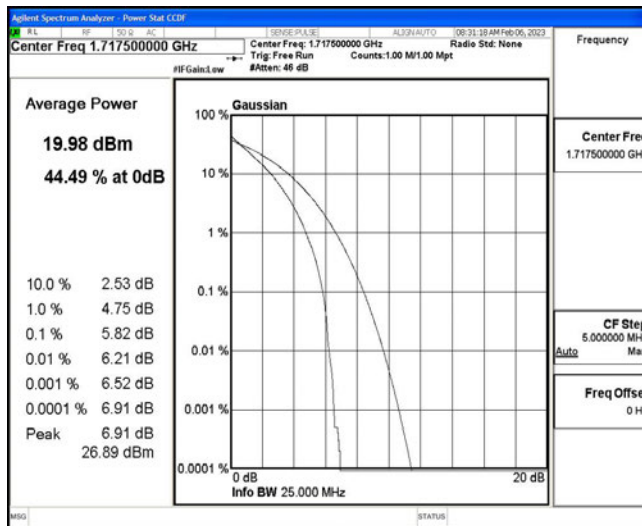 Agilent Spectrum Analyzer - Power Stat CCDF
RL RF 50 Ω AC SENSE:PULSE ALIGN AUTO 08:31:18 AM Feb 06, 2023
Center Freq 1.717500000 GHz
Center Freq: 1.717500000 GHz Radio Std: None
Trig: Free Run Counts:1.00 M/1.00 Mpt
#IFGain:Low #Atten: 46 dB
Frequency
Average Power
19.98 dBm
44.49 % at 0dB
10.0 % 2.53 dB
1.0 % 4.75 dB
0.1 % 5.82 dB
0.01 % 6.21 dB
0.001 % 6.52 dB
0.0001 % 6.91 dB
Peak 6.91 dB
26.89 dBm
Gaussian
100 %
10 %
1 %
0.1 %
0.01 %
0.001 %
0.0001 %
0 dB 20 dB
Info BW 25.000 MHz
Center Fre
1.717500000 GH
CF Step
5.000000 MH
Auto Ma
Freq Offse
0 H
MSG STATUS